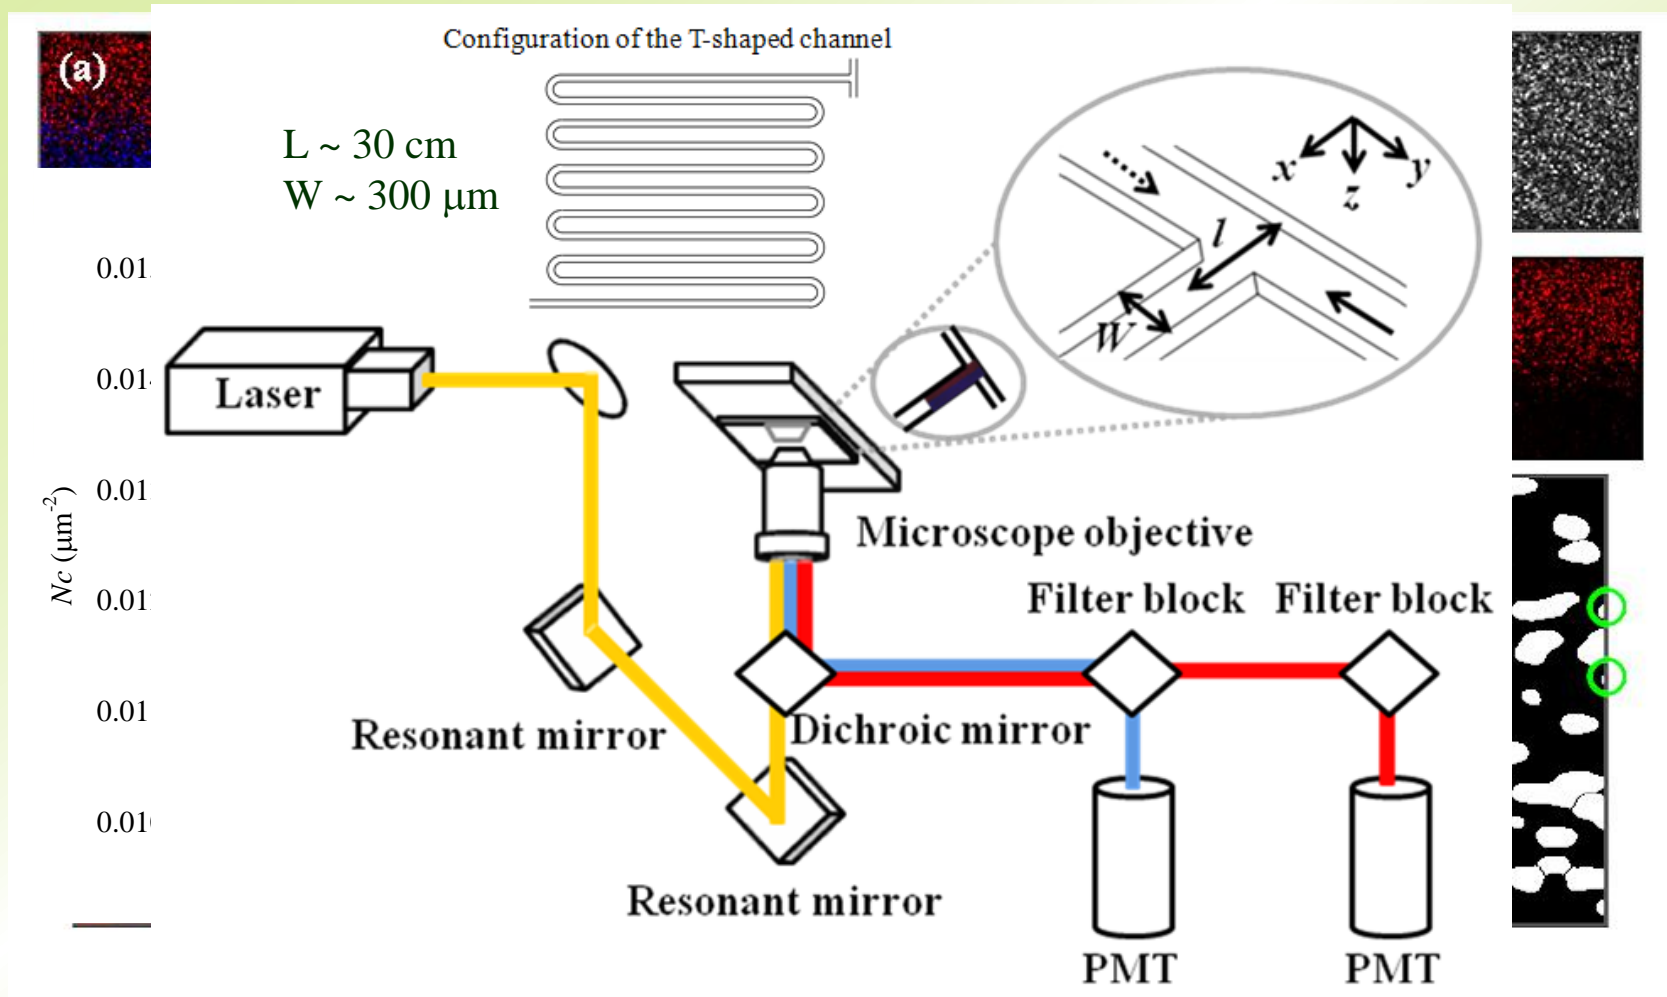 Configuration of the T-shaped channel
(a)
L ~ 30 cm
W ~ 300 μm
x
y
z
l
W
Laser
Nc (μm⁻²)
0.01
0.01
0.01
0.01
0.01
0.01
Microscope objective
Filter block
Filter block
Resonant mirror
Dichroic mirror
Resonant mirror
PMT
PMT